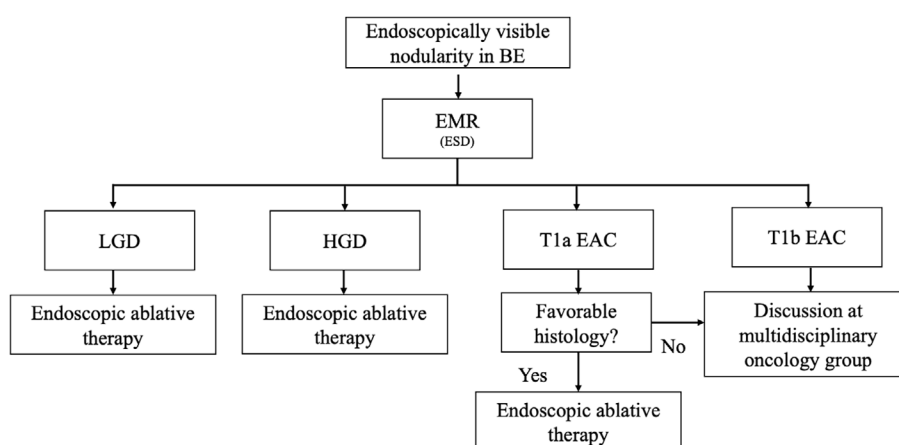 Endoscopically visible
nodularity in BE
EMR
(ESD)
LGD
HGD
T1a EAC
T1b EAC
Endoscopic ablative
therapy
Endoscopic ablative
therapy
Favorable
histology?
No
Discussion at
multidisciplinary
oncology group
Yes
Endoscopic ablative
therapy